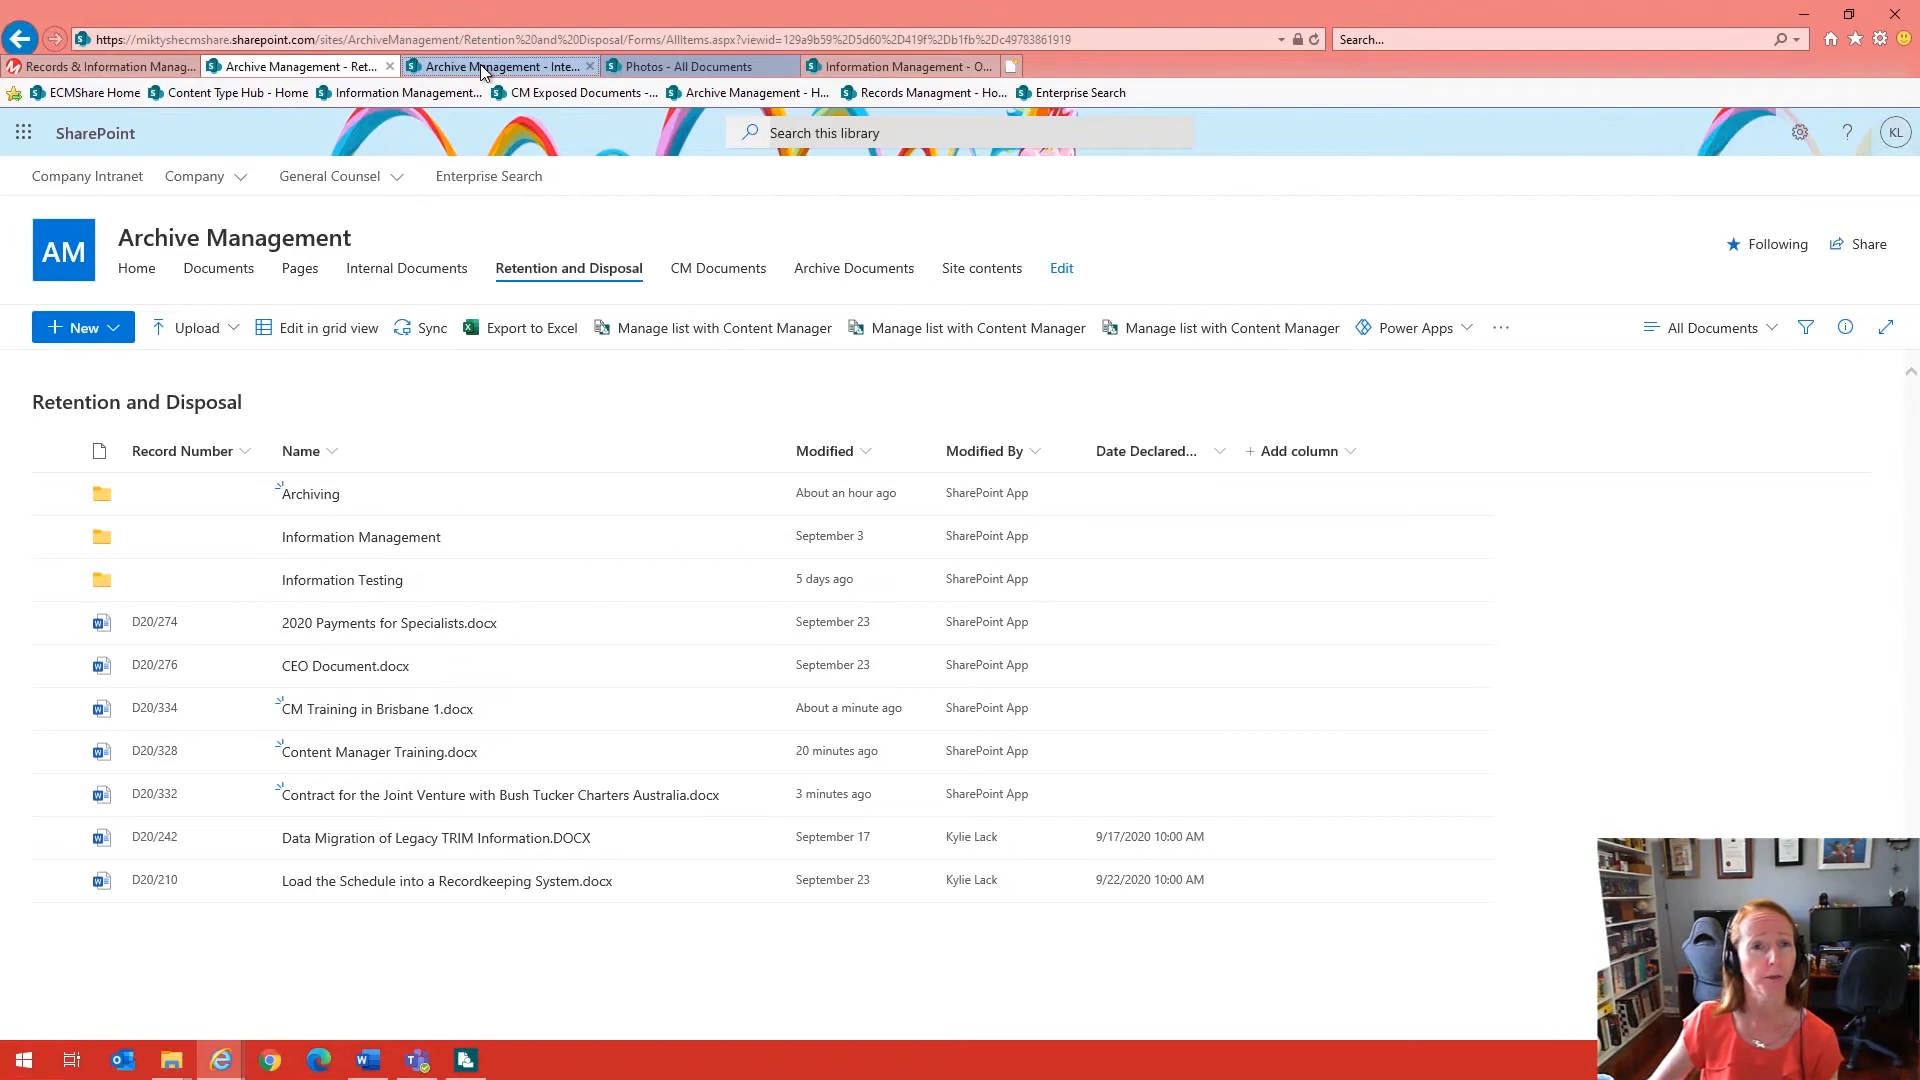 https://miktyshecmshare.sharepoint.com/sites/ArchiveManagement/Retention%20and%20Disposal/Forms/AllItems.aspx?viewid=129a9b59%2D5d60%2D419f%2Db1fb%2Dc49783861919
Search...
Records & Information Manag...
Archive Management - Ret...
Archive Management - Inte...
Photos - All Documents
Information Management - O...
ECMShare Home
Content Type Hub - Home
Information Management...
CM Exposed Documents -...
Archive Management - H...
Records Managment - Ho...
Enterprise Search
SharePoint
Search this library
KL
Company Intranet
Company
General Counsel
Enterprise Search
AM
Archive Management
Following
Share
Home
Documents
Pages
Internal Documents
Retention and Disposal
CM Documents
Archive Documents
Site contents
Edit
New
Upload
Edit in grid view
Sync
Export to Excel
Manage list with Content Manager
Manage list with Content Manager
Manage list with Content Manager
Power Apps
All Documents
Retention and Disposal
Record Number Name Modified Modified By Date Declared... + Add column
Archiving About an hour ago SharePoint App
Information Management September 3 SharePoint App
Information Testing 5 days ago SharePoint App
D20/274 2020 Payments for Specialists.docx September 23 SharePoint App
D20/276 CEO Document.docx September 23 SharePoint App
D20/334 CM Training in Brisbane 1.docx About a minute ago SharePoint App
D20/328 Content Manager Training.docx 20 minutes ago SharePoint App
D20/332 Contract for the Joint Venture with Bush Tucker Charters Australia.docx 3 minutes ago SharePoint App
D20/242 Data Migration of Legacy TRIM Information.DOCX September 17 Kylie Lack 9/17/2020 10:00 AM
D20/210 Load the Schedule into a Recordkeeping System.docx September 23 Kylie Lack 9/22/2020 10:00 AM